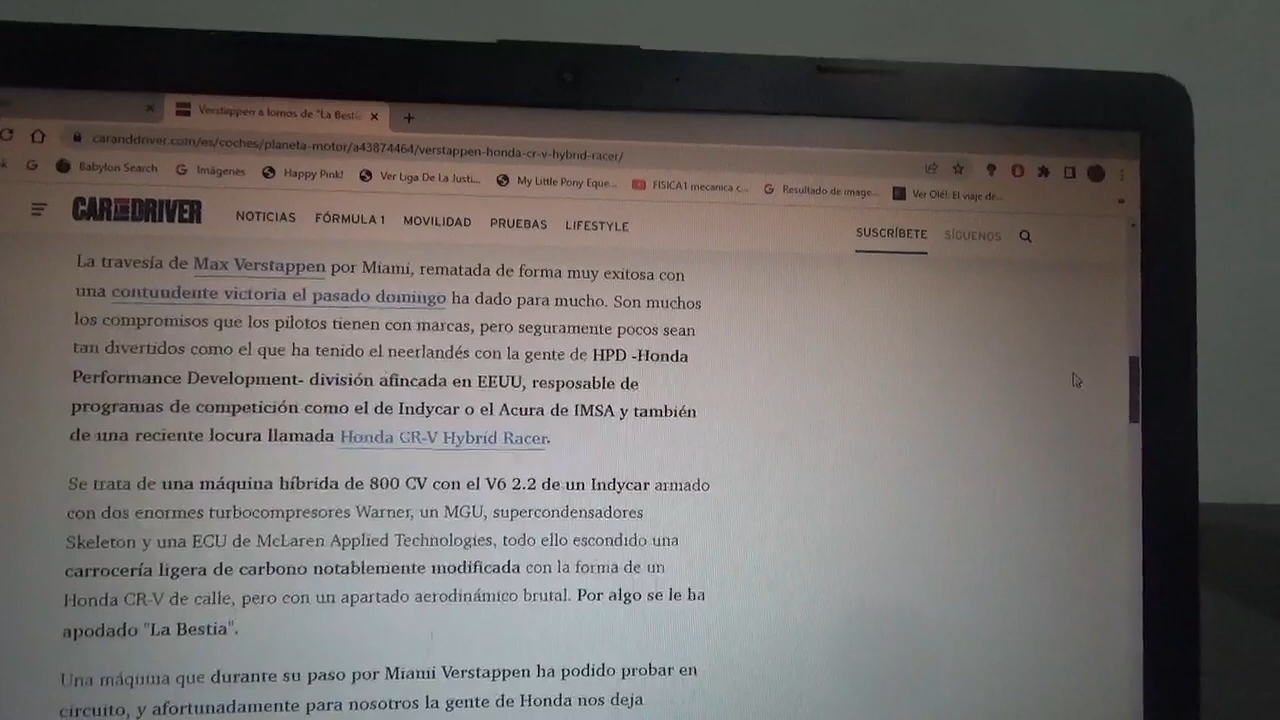 Verstappen a lomos de "La Besti
caranddriver.com/es/coches/planeta-motor/a43874464/verstappen-honda-cr-v-hybrid-racer/
Babylon Search Imágenes Happy Pink! Ver Liga De La Justi... My Little Pony Eque... FISICA1 mecanica c... Resultado de image... Ver Olé!. El viaje de...
CAR AND DRIVER NOTICIAS FÓRMULA 1 MOVILIDAD PRUEBAS LIFESTYLE SUSCRÍBETE SÍGUENOS
La travesía de Max Verstappen por Miami, rematada de forma muy exitosa con
una contundente victoria el pasado domingo ha dado para mucho. Son muchos
los compromisos que los pilotos tienen con marcas, pero seguramente pocos sean
tan divertidos como el que ha tenido el neerlandés con la gente de HPD -Honda
Performance Development- división afincada en EEUU, resposable de
programas de competición como el de Indycar o el Acura de IMSA y también
de una reciente locura llamada Honda CR-V Hybrid Racer.
Se trata de una máquina híbrida de 800 CV con el V6 2.2 de un Indycar armado
con dos enormes turbocompresores Warner, un MGU, supercondensadores
Skeleton y una ECU de McLaren Applied Technologies, todo ello escondido una
carrocería ligera de carbono notablemente modificada con la forma de un
Honda CR-V de calle, pero con un apartado aerodinámico brutal. Por algo se le ha
apodado "La Bestia".
Una máquina que durante su paso por Miami Verstappen ha podido probar en
circuito, y afortunadamente para nosotros la gente de Honda nos deja